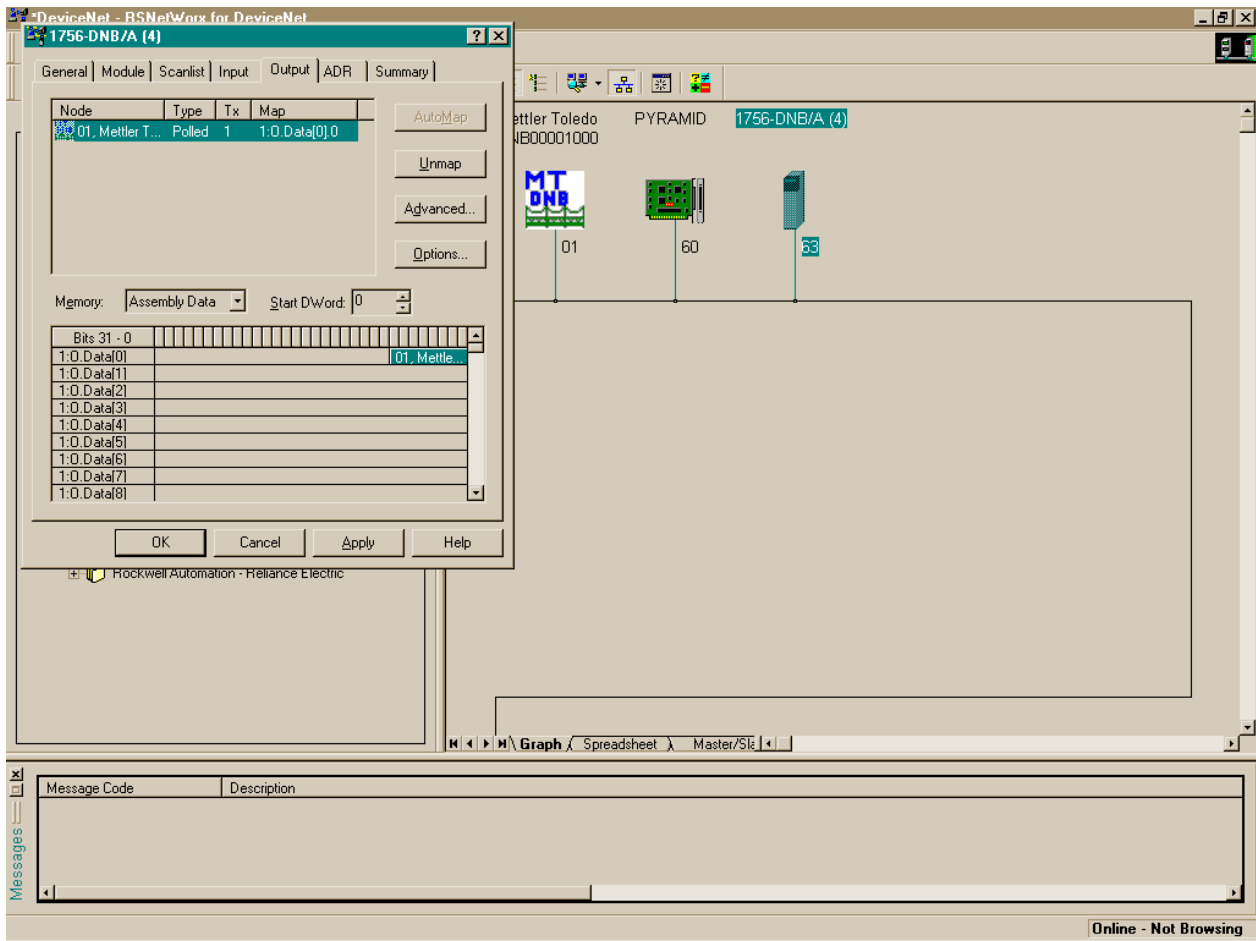 *DeviceNet - RSNetWorx for DeviceNet
1756-DNB/A (4)
General Module Scanlist Input Output ADR Summary
Node Type Tx Map
01, Mettler T... Polled 1 1:O.Data[0].0
AutoMap
Unmap
Advanced...
Options...
Memory: Assembly Data Start DWord: 0
Bits 31 - 0
1:O.Data[0] 01, Mettle...
1:O.Data[1]
1:O.Data[2]
1:O.Data[3]
1:O.Data[4]
1:O.Data[5]
1:O.Data[6]
1:O.Data[7]
1:O.Data[8]
OK Cancel Apply Help
Rockwell Automation - Reliance Electric
ettler Toledo PYRAMID 1756-DNB/A (4)
NB00001000
MT
DNB
01 60 63
Graph Spreadsheet Master/Sla
Message Code Description
Messages
Online - Not Browsing